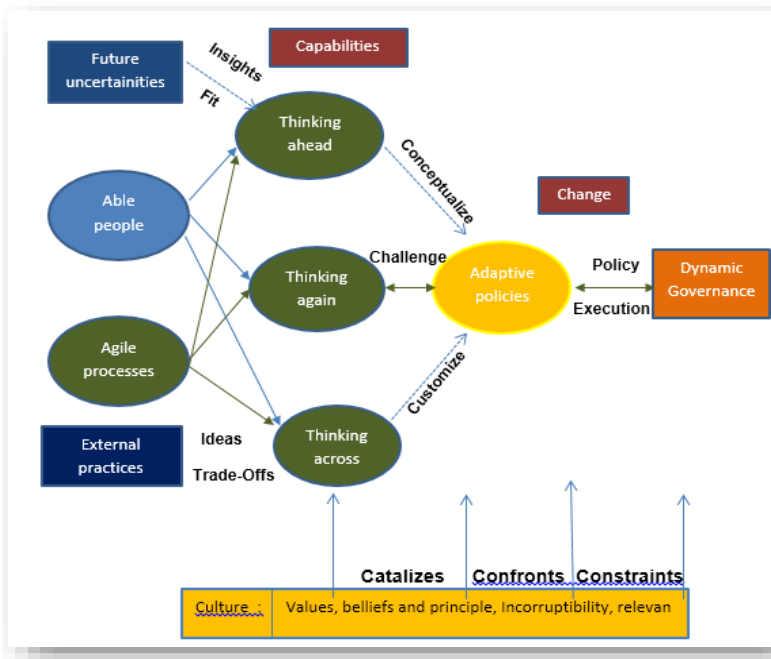 Capabilities
Future
uncertainities
Insights
Fit
Thinking
ahead
Conceptualize
Able
people
Change
Thinking
again
Challenge
Adaptive
policies
Policy
Execution
Dynamic
Governance
Agile
processes
Customize
External
practices
Ideas
Trade-Offs
Thinking
across
Catalizes Confronts Constraints
Culture : Values, belliefs and principle, Incorruptibility, relevan